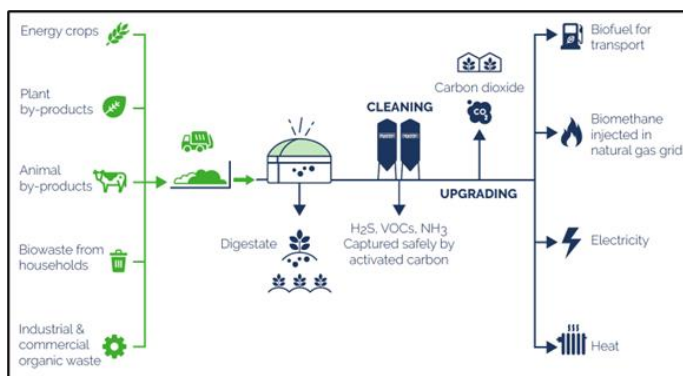 Energy crops
Plant
by-products
Animal
by-products
Biowaste from
households
Industrial &
commercial
organic waste
Digestate
CLEANING
H2S, VOCs, NH3
Captured safely by
activated carbon
Carbon dioxide
CO2
UPGRADING
Biofuel for
transport
Biomethane
injected in
natural gas grid
Electricity
Heat